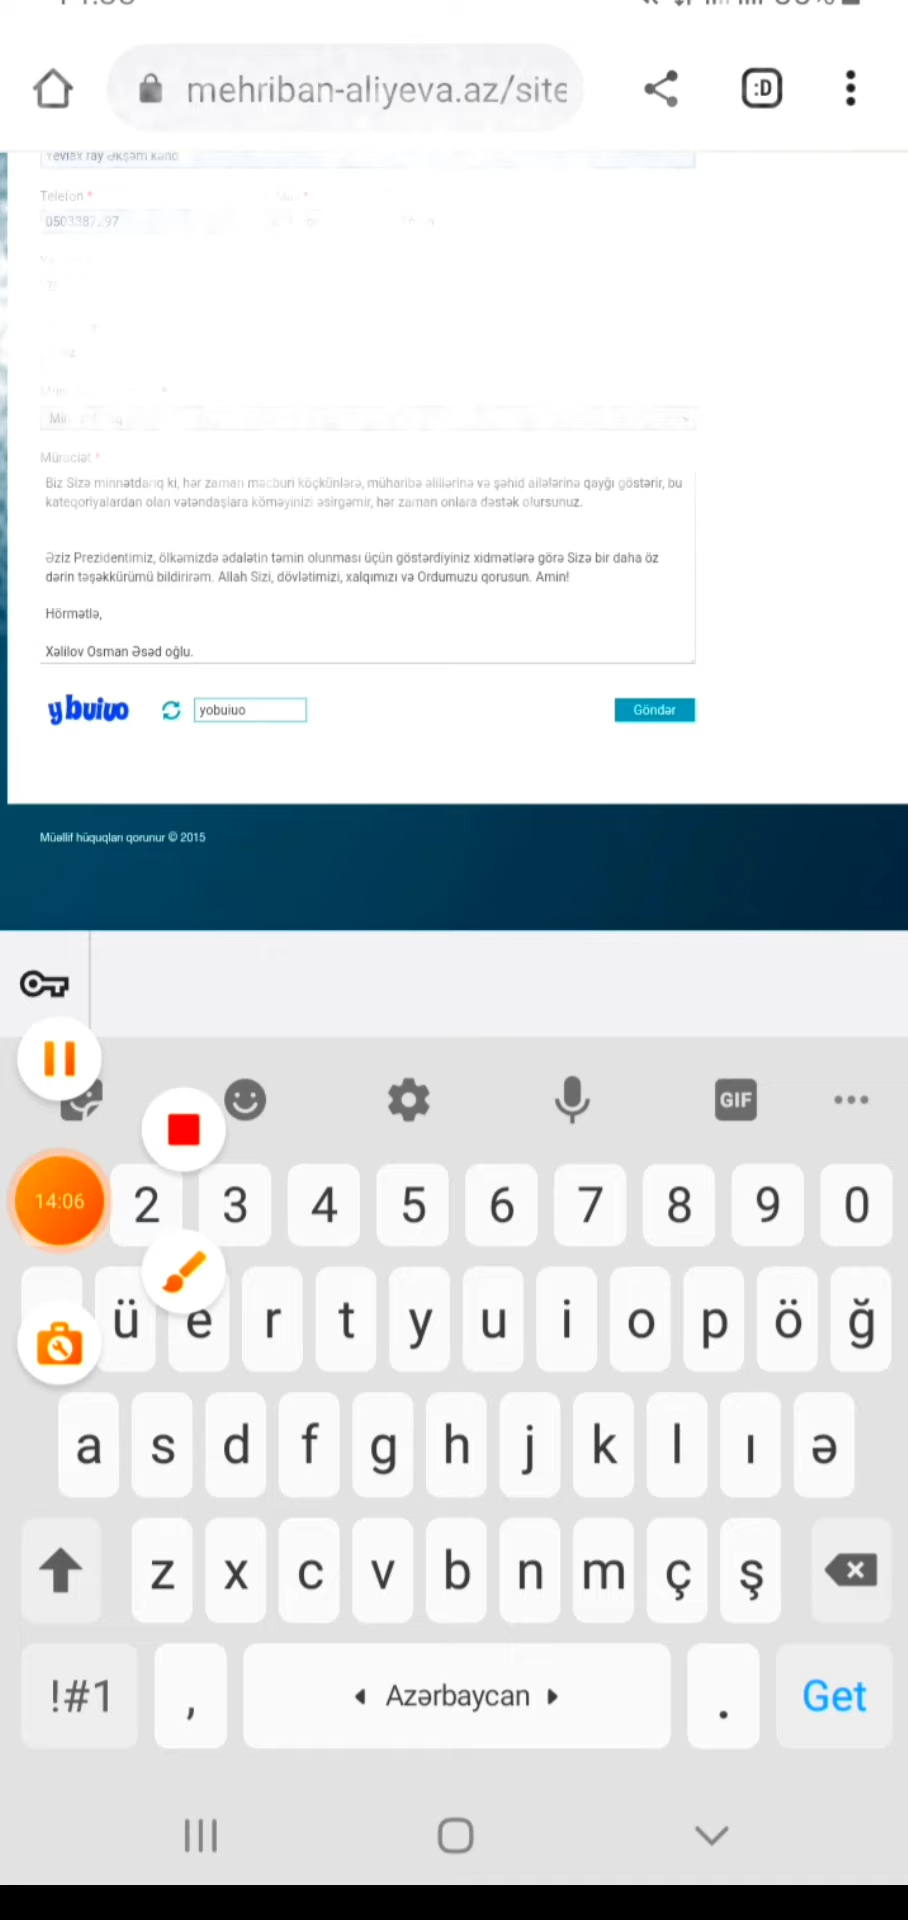 mehriban-aliyeva.az/site
:D
Yevlax ray Əkşəm kənd
Telefon *
Müraciət *
Biz Sizə minnətdarıq ki, hər zaman məcburi köçkünlərə, müharibə əlillərinə və şəhid ailələrinə qayğı göstərir, bu
kateqoriyalardan olan vətəndaşlara köməyinizi əsirgəmir, hər zaman onlara dəstək olursunuz.
Əziz Prezidentimiz, ölkəmizdə ədalətin təmin olunması üçün göstərdiyiniz xidmətlərə görə Sizə bir daha öz
dərin təşəkkürümü bildirirəm. Allah Sizi, dövlətimizi, xalqımızı və Ordumuzu qorusun. Amin!
Hörmətlə,
Xəlilov Osman Əsəd oğlu.
ybuiuo yobuiuo Göndər
Müəllif hüquqları qorunur © 2015
GIF
14:06 2 3 4 5 6 7 8 9 0
ü e r t y u i o p ö ğ
a s d f g h j k l ı ə
z x c v b n m ç ş
!#1 , Azərbaycan . Get